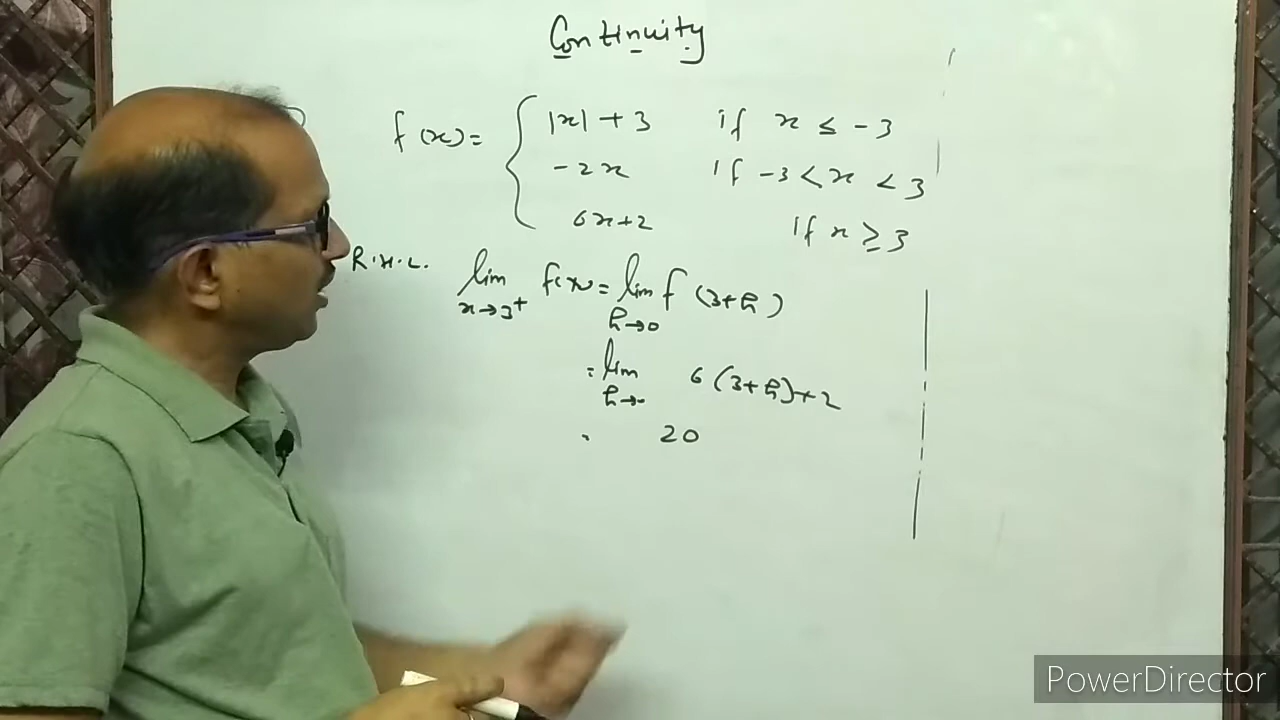 Continuity
f(x) = { |x| + 3 if x ≤ -3
-2x if -3 < x < 3
6x+2 if x ≥ 3
R.H.L. lim x→3+ f(x) = lim h→0 f (3+h)
= lim h→0 6(3+h)+2
= 20
PowerDirector